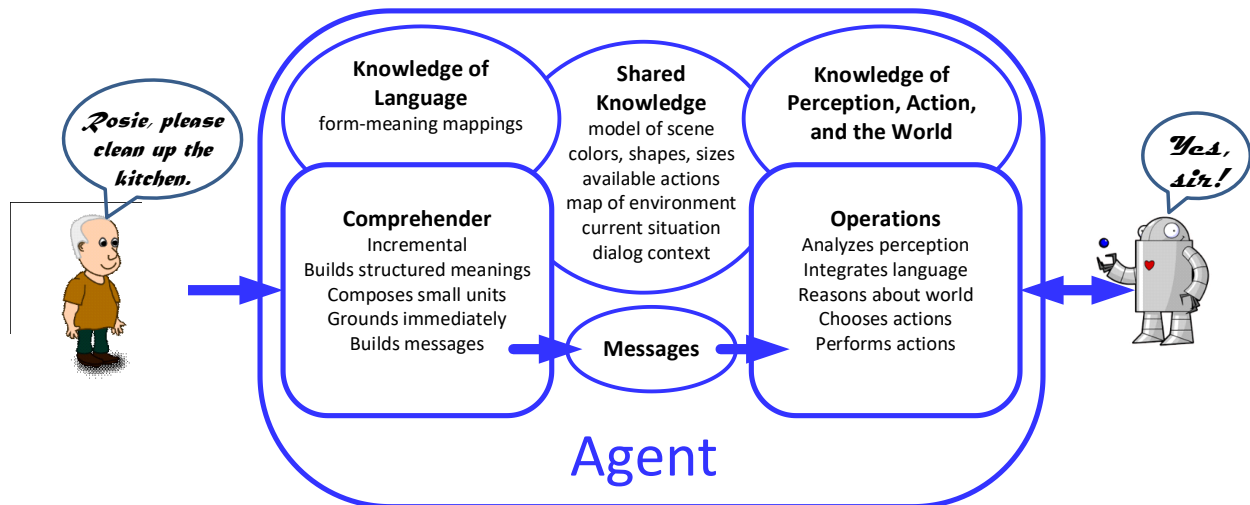 Rosie, please
clean up the
kitchen.
Knowledge of
Language
form-meaning mappings
Shared
Knowledge
model of scene
colors, shapes, sizes
available actions
map of environment
current situation
dialog context
Knowledge of
Perception, Action,
and the World
Yes,
sir!
Comprehender
Incremental
Builds structured meanings
Composes small units
Grounds immediately
Builds messages
Messages
Operations
Analyzes perception
Integrates language
Reasons about world
Chooses actions
Performs actions
Agent